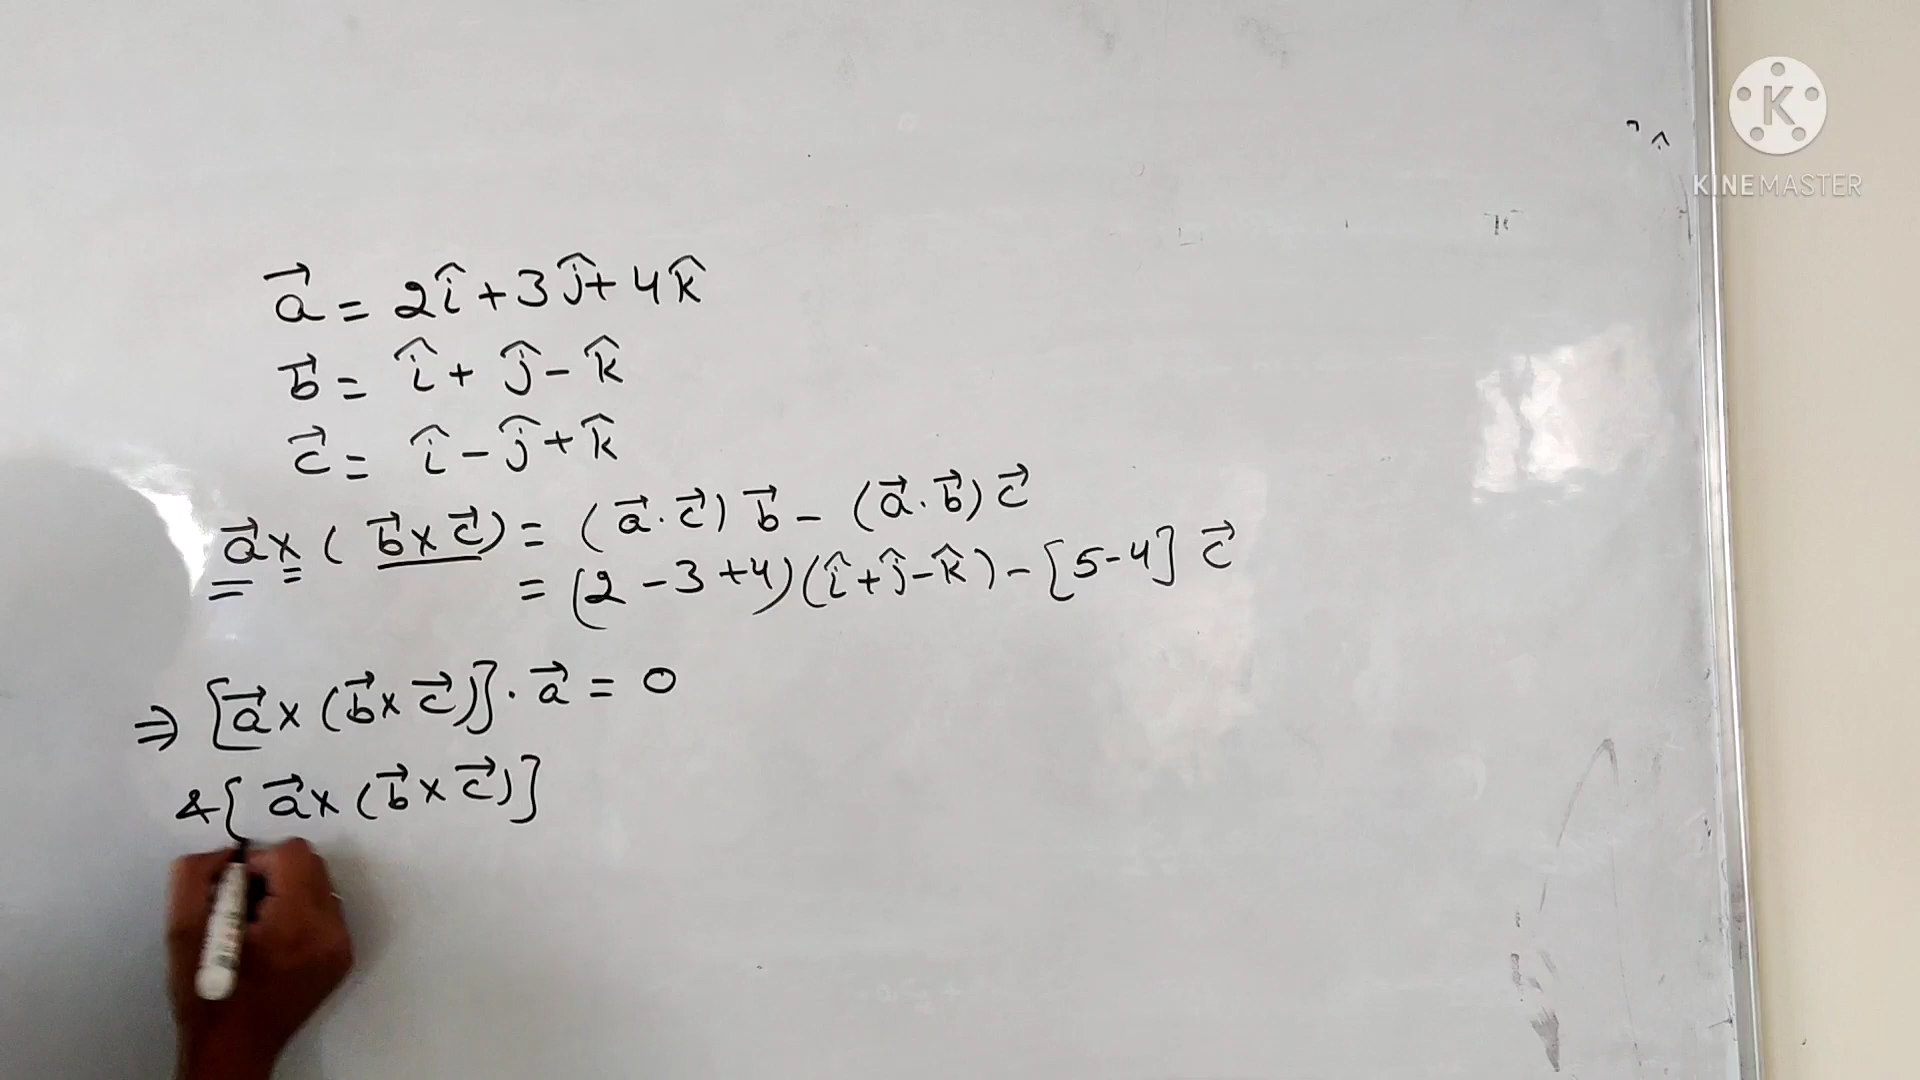 K
KINEMASTER
a⃗ = 2î + 3ĵ + 4k̂
b⃗ = î + ĵ - k̂
c⃗ = î - ĵ + k̂
a⃗ × ( b⃗ × c⃗ ) = (a⃗ . c⃗) b⃗ - (a⃗ . b⃗) c⃗
= (2 - 3 + 4)(î + ĵ - k̂) - [5 - 4] c⃗
⇒ [a⃗ × (b⃗ × c⃗)] . a⃗ = 0
& [ a⃗ × (b⃗ × c⃗)]